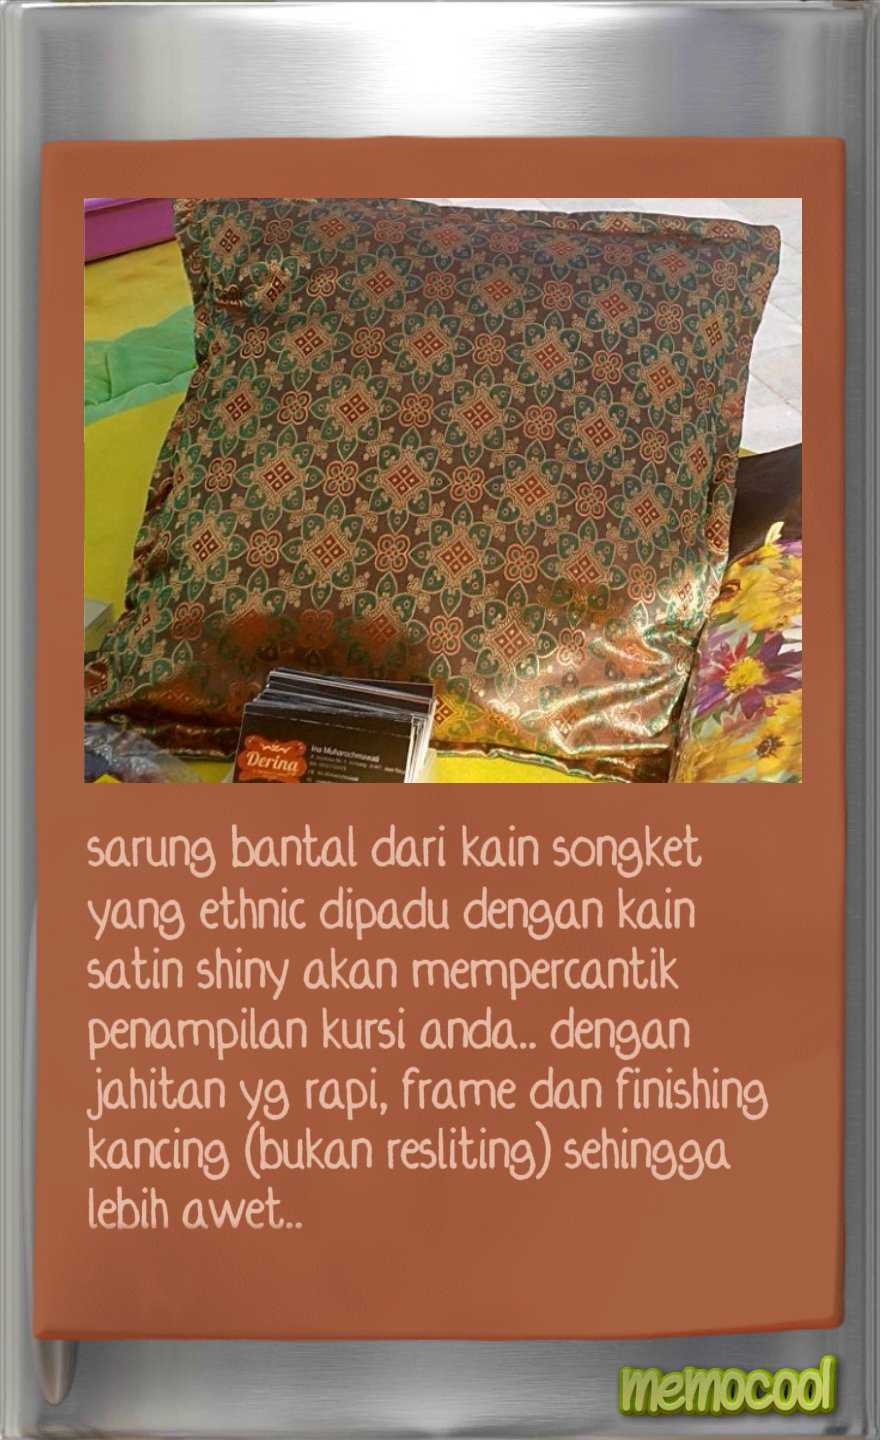 Derina
Ina Muharochmawati
sarung bantal dari kain songket
yang ethnic dipadu dengan kain
satin shiny akan mempercantik
penampilan kursi anda.. dengan
jahitan yg rapi, frame dan finishing
kancing (bukan resliting) sehingga
lebih awet..
memocool